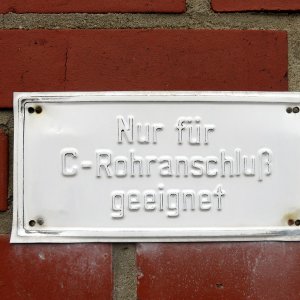 Nur für
C-Rohranschluß
geeignet